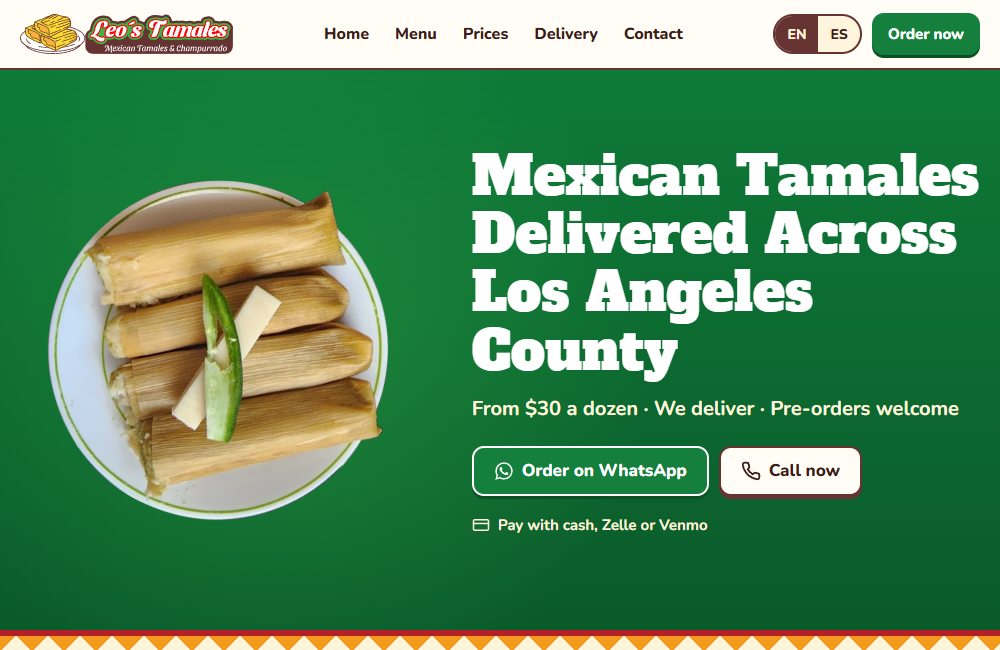 Leo's Tamales
Mexican Tamales & Champurrado
Home
Menu
Prices
Delivery
Contact
EN
ES
Order now
Mexican Tamales
Delivered Across
Los Angeles
County
From $30 a dozen · We deliver · Pre-orders welcome
Order on WhatsApp
Call now
Pay with cash, Zelle or Venmo